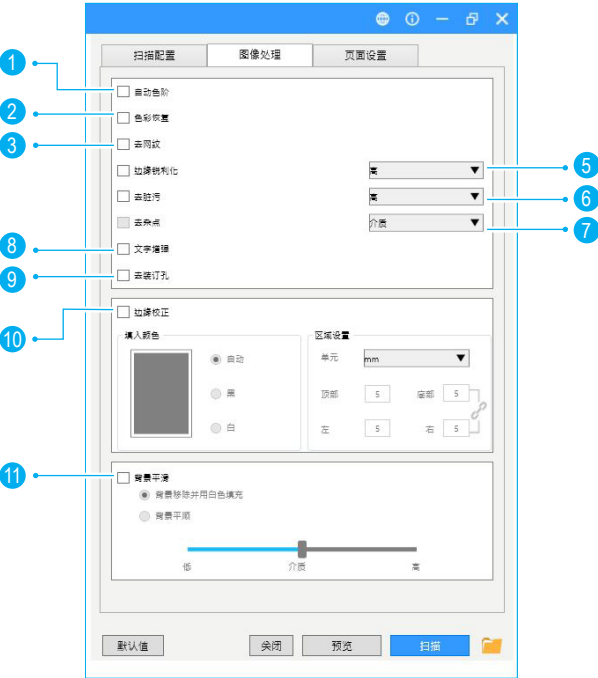 扫描配置 图像处理 页面设置
1 自动色阶
2 色彩恢复
3 去网纹
边缘锐利化 高 5
去脏污 高 6
去杂点 介质 7
8 文字增强
9 去装订孔
10 边缘校正
填入颜色 区域设置
自动 单元 mm
黑 顶部 5 底部 5
白 左 5 右 5
11 背景平滑
背景移除并用白色填充
背景平顺
低 介质 高
默认值 关闭 预览 扫描